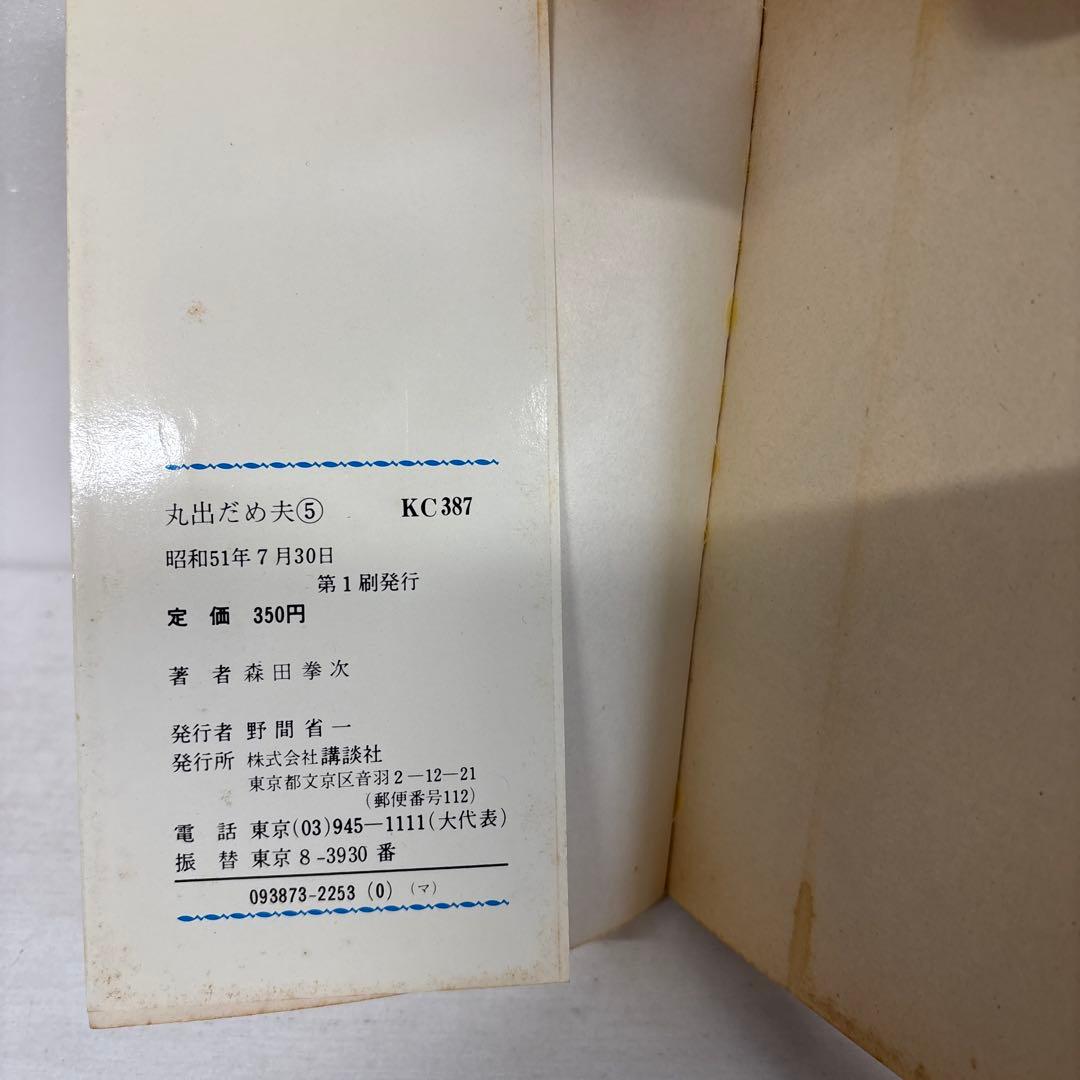 丸出だめ夫⑤ KC387
昭和51年7月30日
第1刷発行
定価 350円
著者 森田拳次
発行者 野間省一
発行所 株式会社講談社
東京都文京区音羽2-12-21
(郵便番号112)
電話 東京(03)945-1111(大代表)
振替 東京8-3930番
093873-2253 (0) (マ)